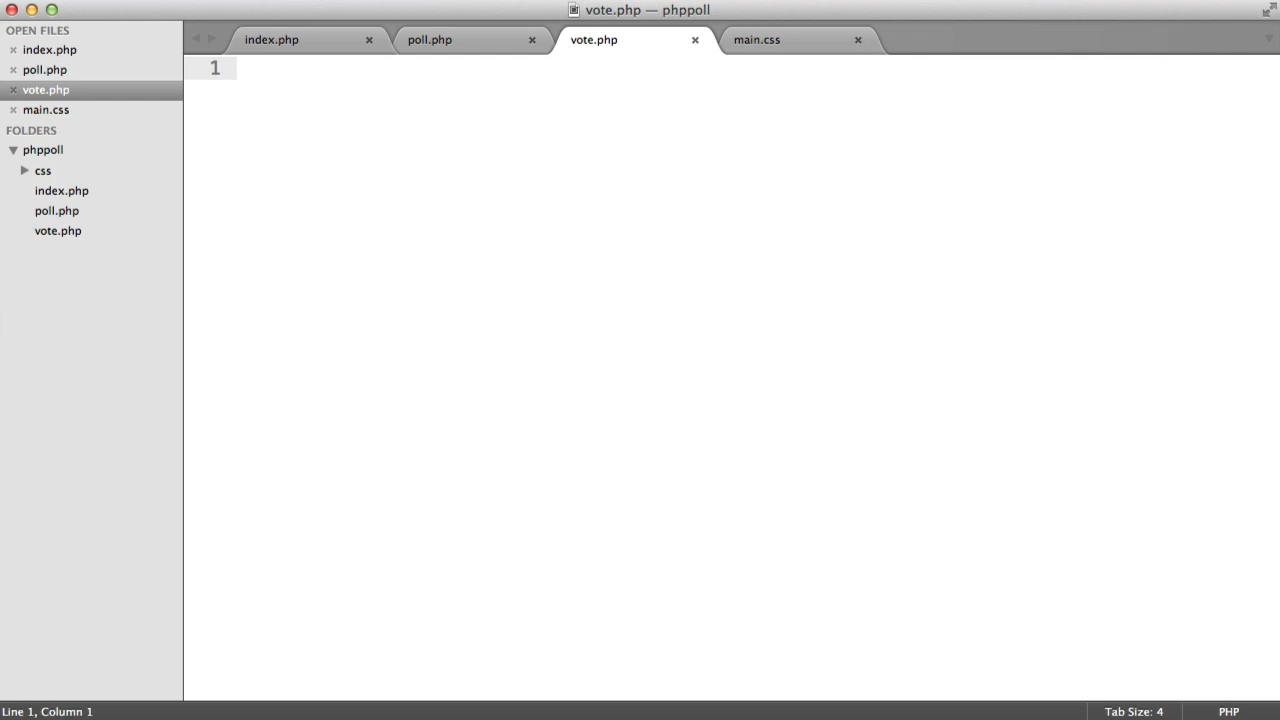 vote.php — phppoll
OPEN FILES
index.php
poll.php
vote.php
main.css
FOLDERS
phppoll
css
index.php
poll.php
vote.php
index.php
poll.php
vote.php
main.css
1
Line 1, Column 1
Tab Size: 4
PHP